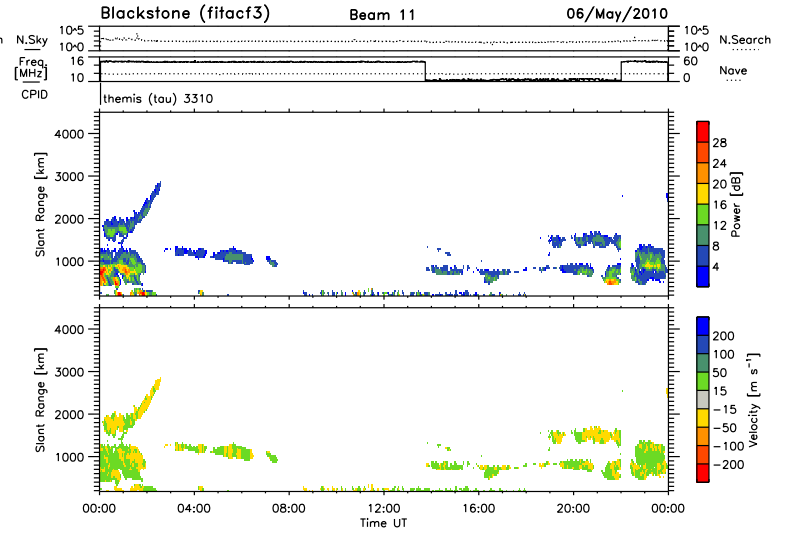 Blackstone (fitacf3) Beam 11 06/May/2010
n N.Sky 10^5 10^0 10^5 10^0 N.Search
Freq. [MHz] 16 10 60 0 Nave
CPID themis (tau) 3310
Slant Range [km] 4000 3000 2000 1000
Power [dB] 28 24 20 16 12 8 4
Slant Range [km] 4000 3000 2000 1000
Velocity [m s⁻¹] 200 100 50 15 -15 -50 -100 -200
00:00 04:00 08:00 12:00 16:00 20:00 00:00
Time UT